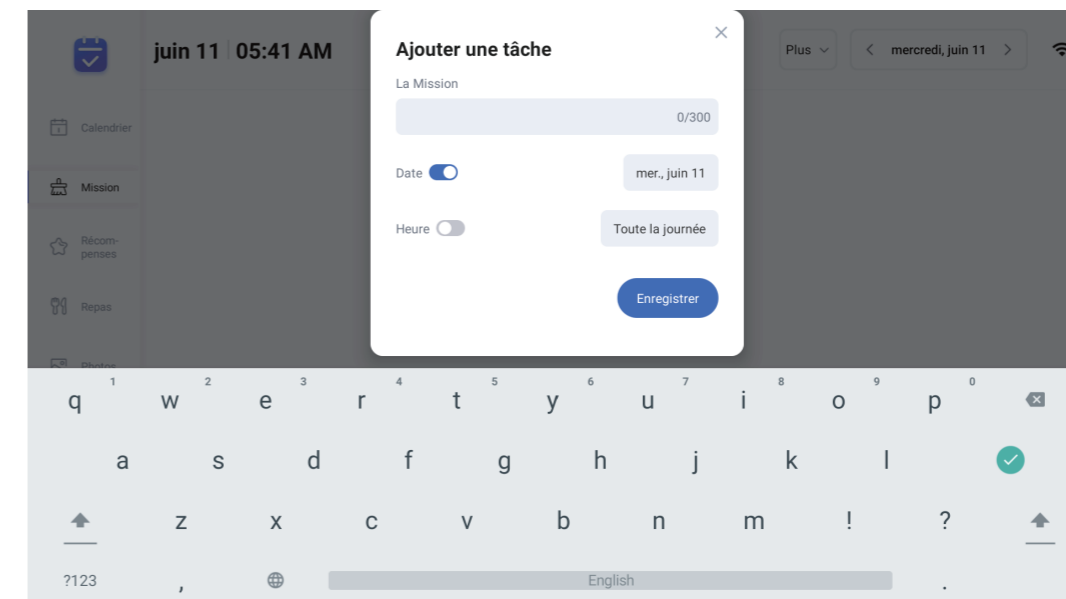 juin 11 05:41 AM
Ajouter une tâche
Plus
mercredi, juin 11
La Mission
0/300
Calendrier
Date
mer., juin 11
Mission
Heure
Toute la journée
Récom-
penses
Enregistrer
Repas
Photos
1 2 3 4 5 6 7 8 9 0
q w e r t y u i o p
a s d f g h j k l
z x c v b n m ! ?
?123 , English .